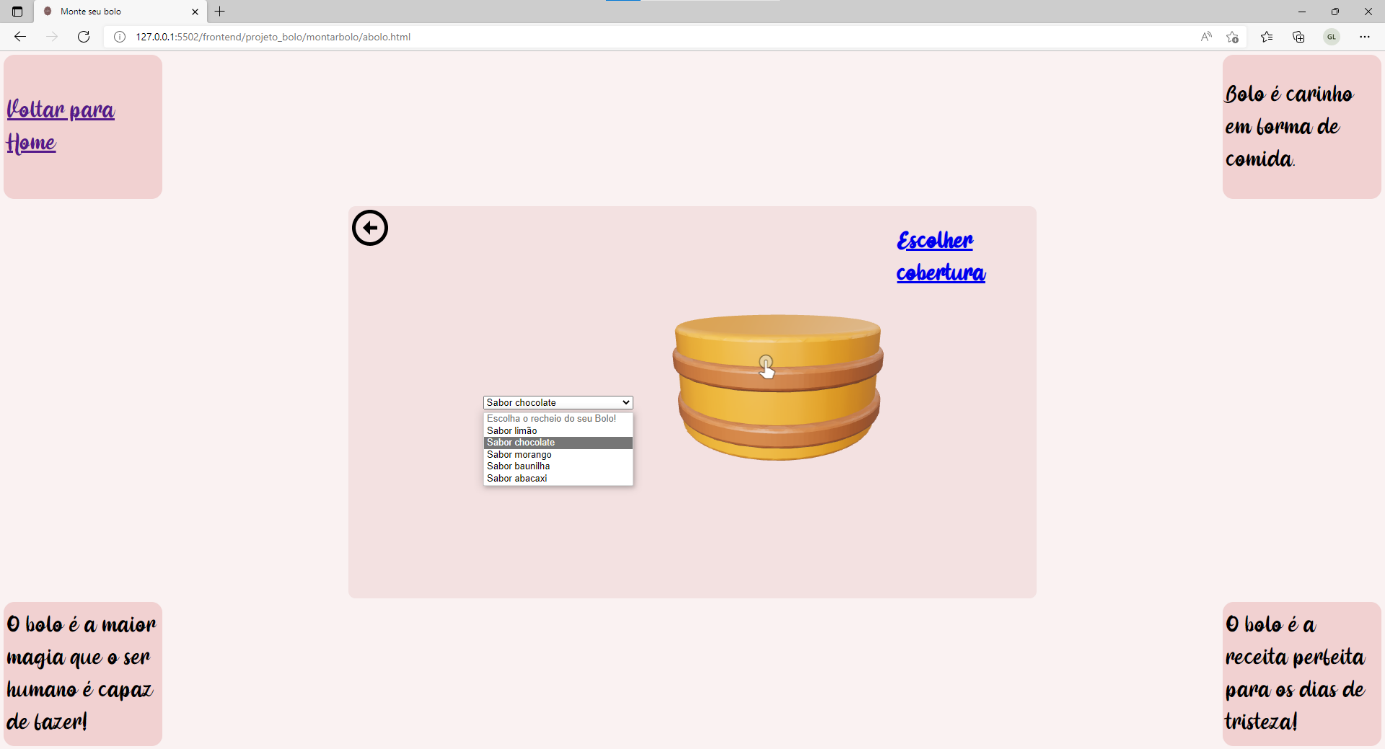 Monte seu bolo
127.0.0.1:5502/frontend/projeto_bolo/montarbolo/abolo.html
A
GL
Voltar para
Home
Bolo é carinho
em forma de
comida.
Escolher
cobertura
Sabor chocolate
Escolha o recheio do seu Bolo!
Sabor limão
Sabor chocolate
Sabor morango
Sabor baunilha
Sabor abacaxi
O bolo é a maior
magia que o ser
humano é capaz
de fazer!
O bolo é a
receita perfeita
para os dias de
tristeza!